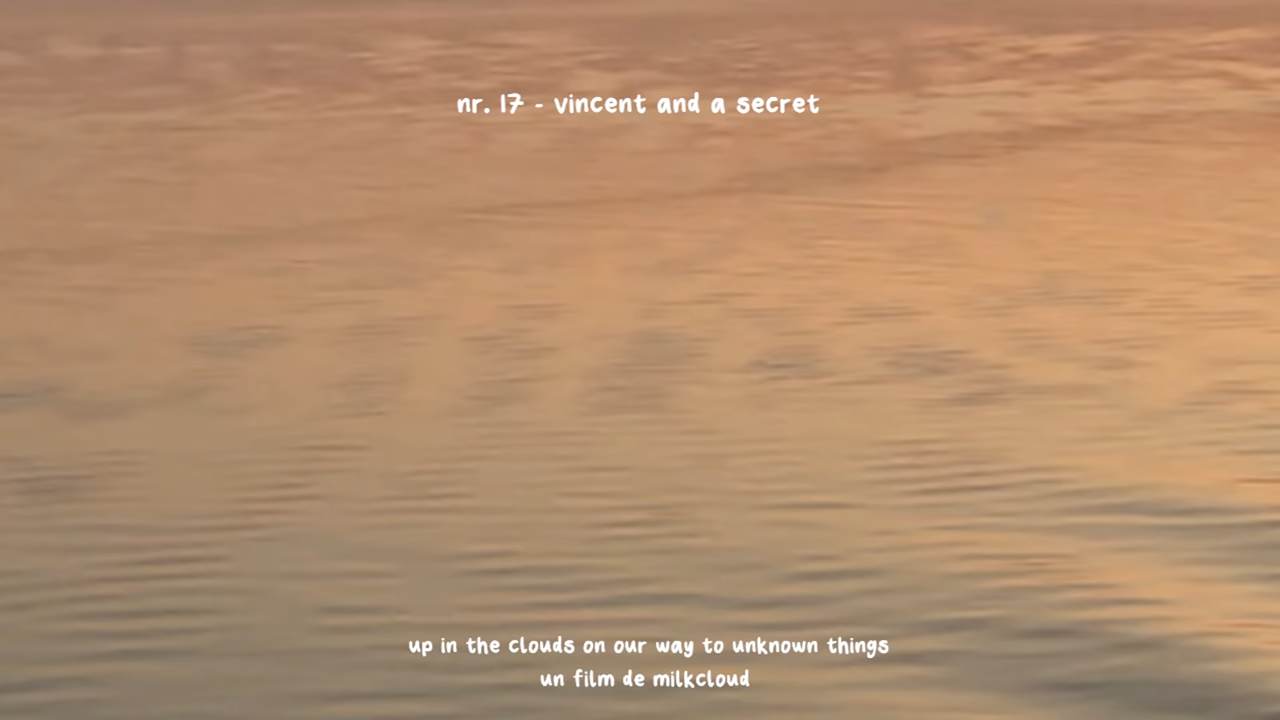 nr. 17 - vincent and a secret
up in the clouds on our way to unknown things
un film de milkcloud